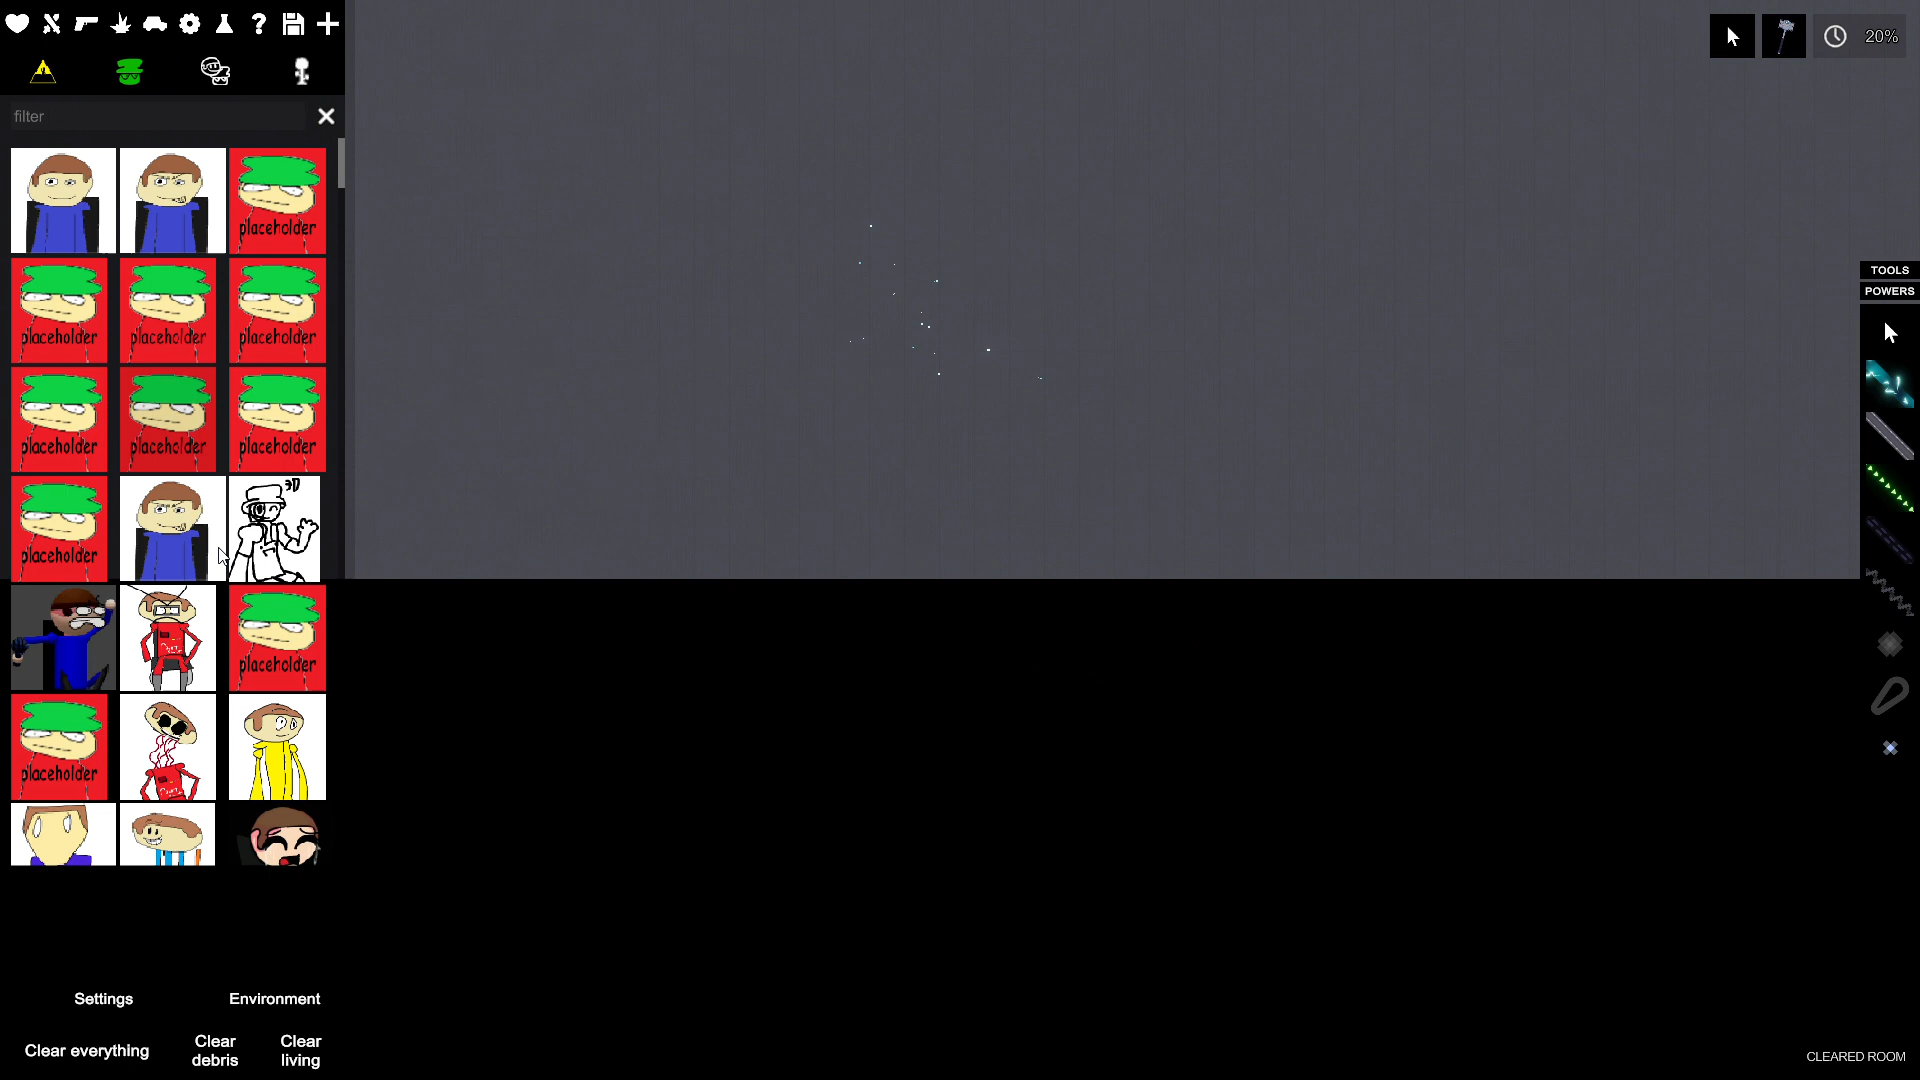 20%
filter
placeholder
placeholder
placeholder
placeholder
placeholder
placeholder
placeholder
placeholder
3D
placeholder
placeholder
TOOLS
POWERS
Settings
Environment
Clear everything
Clear debris
Clear living
CLEARED ROOM